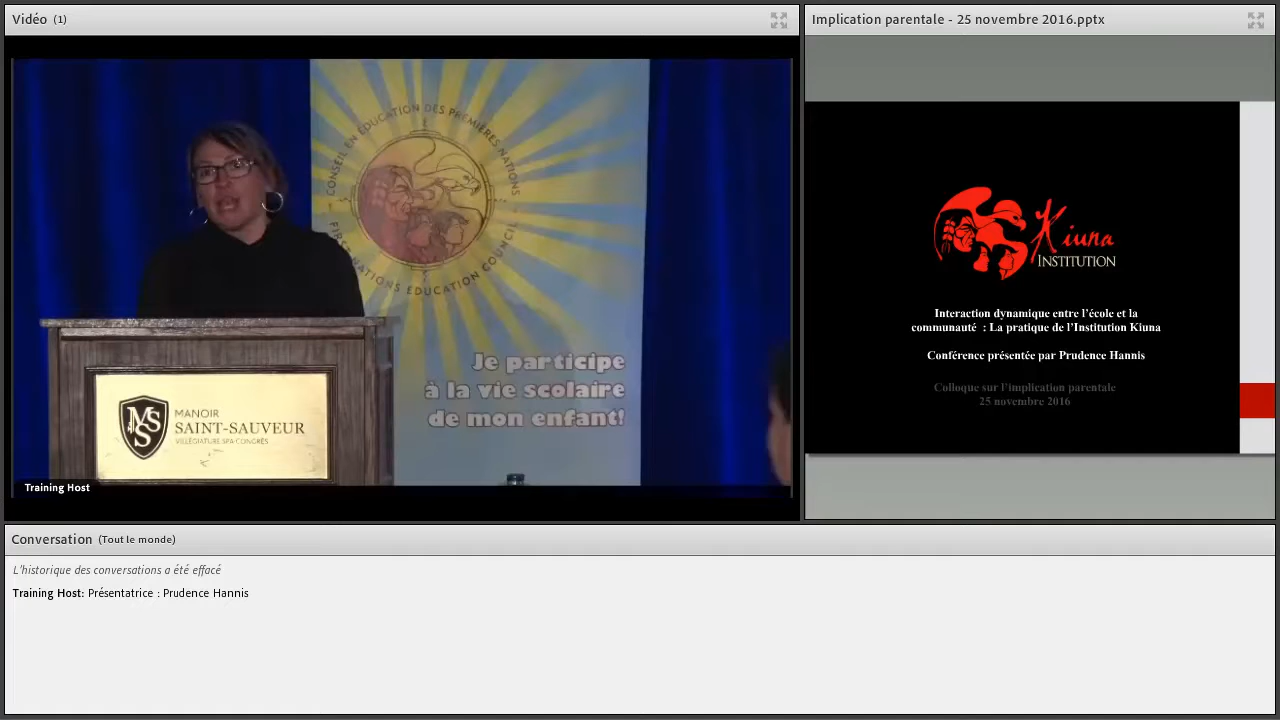 Vidéo (1)
CONSEIL EN ÉDUCATION DES PREMIÈRES NATIONS
FIRST NATIONS EDUCATION COUNCIL
Je participe
à la vie scolaire
de mon enfant!
MSS
MANOIR
SAINT-SAUVEUR
VILLÉGIATURE SPA CONGRÈS
Training Host
Implication parentale - 25 novembre 2016.pptx
Kiuna
INSTITUTION
Interaction dynamique entre l'école et la
communauté : La pratique de l'Institution Kiuna
Conférence présentée par Prudence Hannis
Colloque sur l'implication parentale
25 novembre 2016
Conversation (Tout le monde)
L'historique des conversations a été effacé
Training Host: Présentatrice : Prudence Hannis